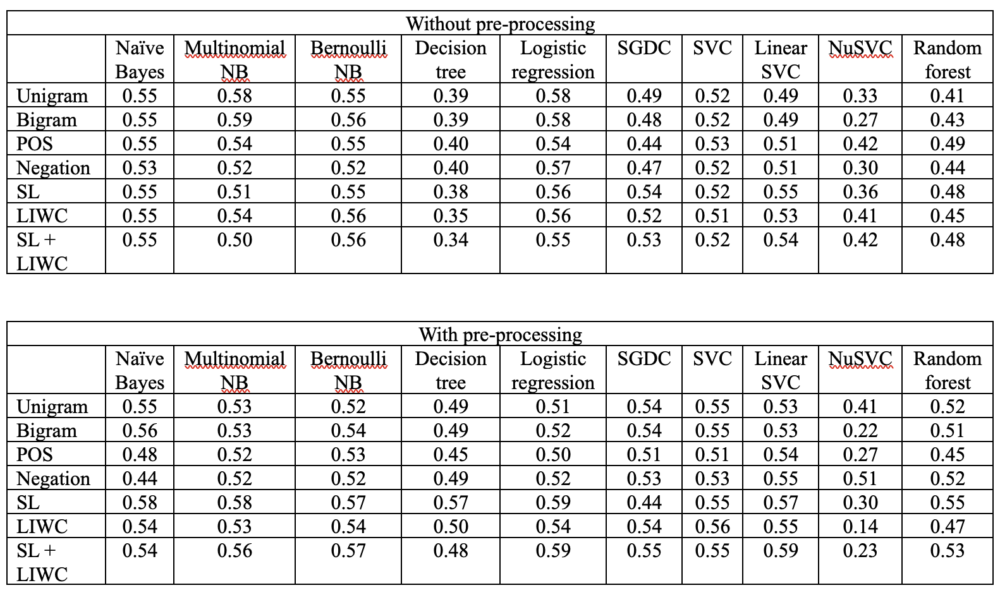 Without pre-processing
Naïve Multinomial Bernoulli Decision Logistic SGDC SVC Linear NuSVC Random
Bayes NB NB tree regression SVC forest
Unigram 0.55 0.58 0.55 0.39 0.58 0.49 0.52 0.49 0.33 0.41
Bigram 0.55 0.59 0.56 0.39 0.58 0.48 0.52 0.49 0.27 0.43
POS 0.55 0.54 0.55 0.40 0.54 0.44 0.53 0.51 0.42 0.49
Negation 0.53 0.52 0.52 0.40 0.57 0.47 0.52 0.51 0.30 0.44
SL 0.55 0.51 0.55 0.38 0.56 0.54 0.52 0.55 0.36 0.48
LIWC 0.55 0.54 0.56 0.35 0.56 0.52 0.51 0.53 0.41 0.45
SL + 0.55 0.50 0.56 0.34 0.55 0.53 0.52 0.54 0.42 0.48
LIWC
With pre-processing
Naïve Multinomial Bernoulli Decision Logistic SGDC SVC Linear NuSVC Random
Bayes NB NB tree regression SVC forest
Unigram 0.55 0.53 0.52 0.49 0.51 0.54 0.55 0.53 0.41 0.52
Bigram 0.56 0.53 0.54 0.49 0.52 0.54 0.55 0.53 0.22 0.51
POS 0.48 0.52 0.53 0.45 0.50 0.51 0.51 0.54 0.27 0.45
Negation 0.44 0.52 0.52 0.49 0.52 0.53 0.53 0.55 0.51 0.52
SL 0.58 0.58 0.57 0.57 0.59 0.44 0.55 0.57 0.30 0.55
LIWC 0.54 0.53 0.54 0.50 0.54 0.54 0.56 0.55 0.14 0.47
SL + 0.54 0.56 0.57 0.48 0.59 0.55 0.55 0.59 0.23 0.53
LIWC